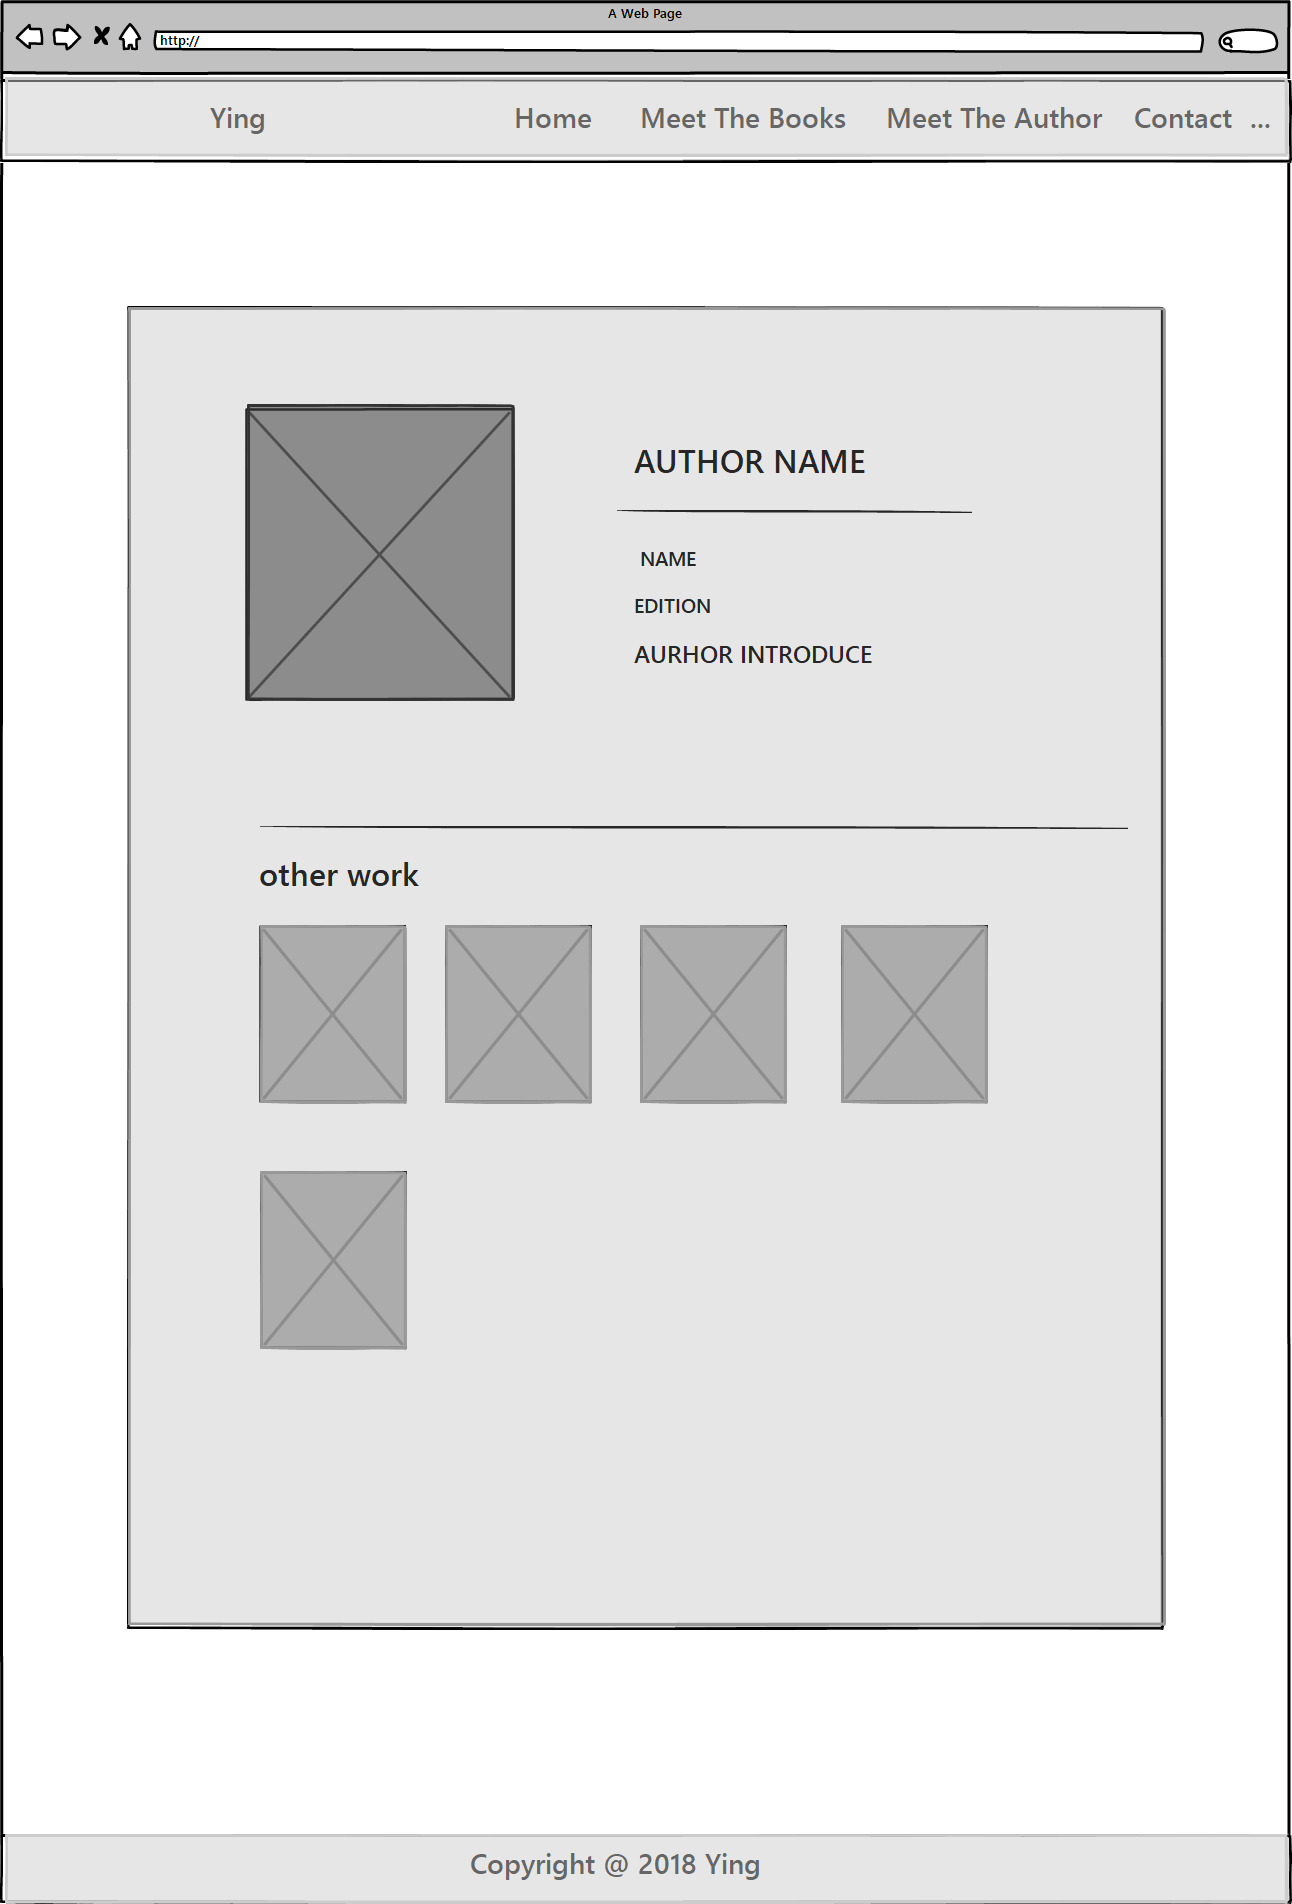 A Web Page
http://
Ying Home Meet The Books Meet The Author Contact ...
AUTHOR NAME
NAME
EDITION
AURHOR INTRODUCE
other work
Copyright @ 2018 Ying